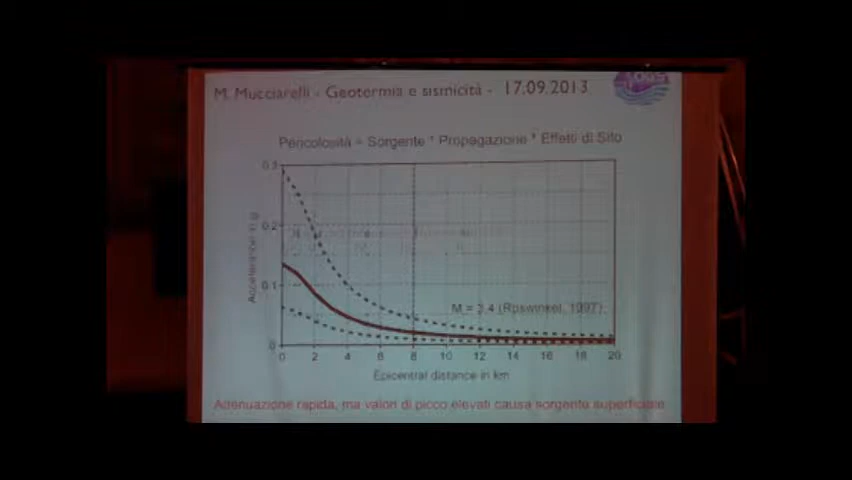 M. Mucciarelli - Geotermia e sismicità - 17.09.2013
Pericolosità = Sorgente * Propagazione * Effetti di Sito
0.3
0.2
0.1
0
Acceleration in g
M = 3.4 (Roswinkel, 1997)
0 2 4 6 8 10 12 14 16 18 20
Epicentral distance in km
Attenuazione rapida, ma valori di picco elevati causa sorgente superficiale